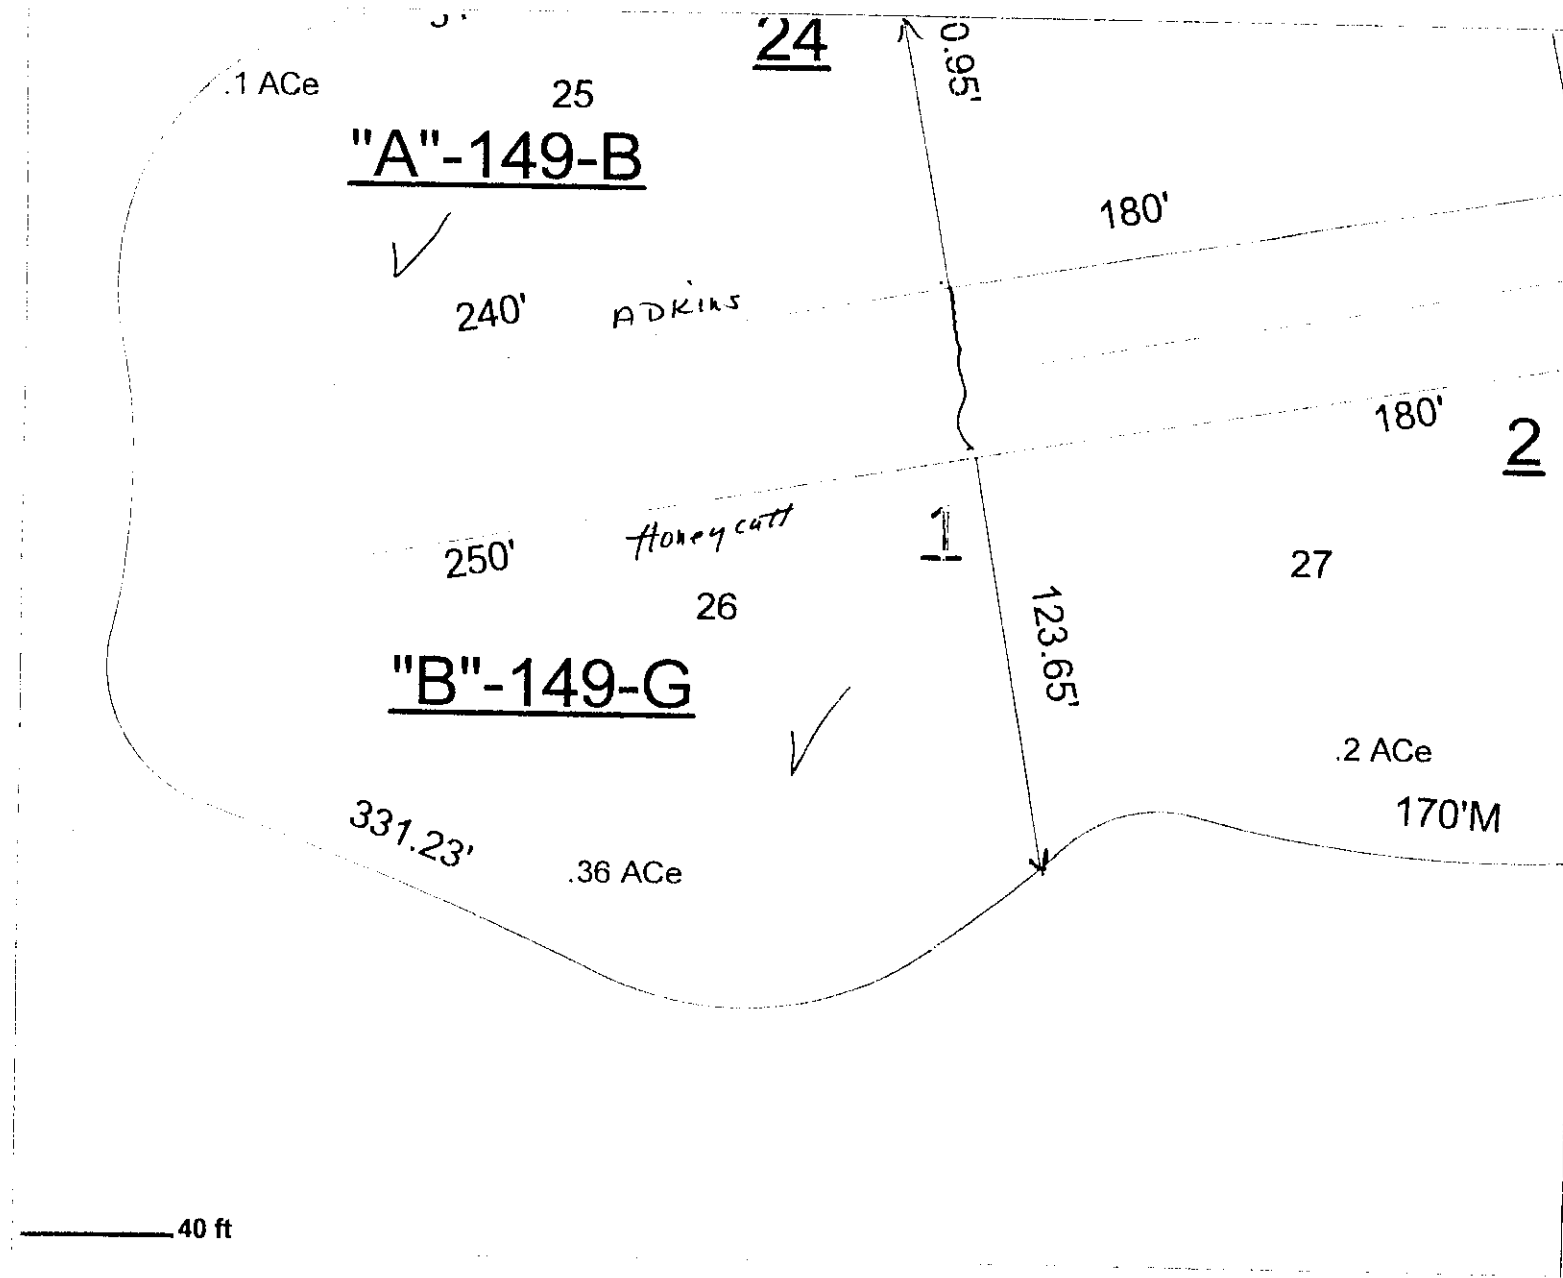 24
0.95'
.1 ACe
25
"A"-149-B
180'
240'
ADKINS
180'
2
Honeycutt
1
250'
27
26
123.65'
"B"-149-G
.2 ACe
170'M
331.23'
.36 ACe
40 ft